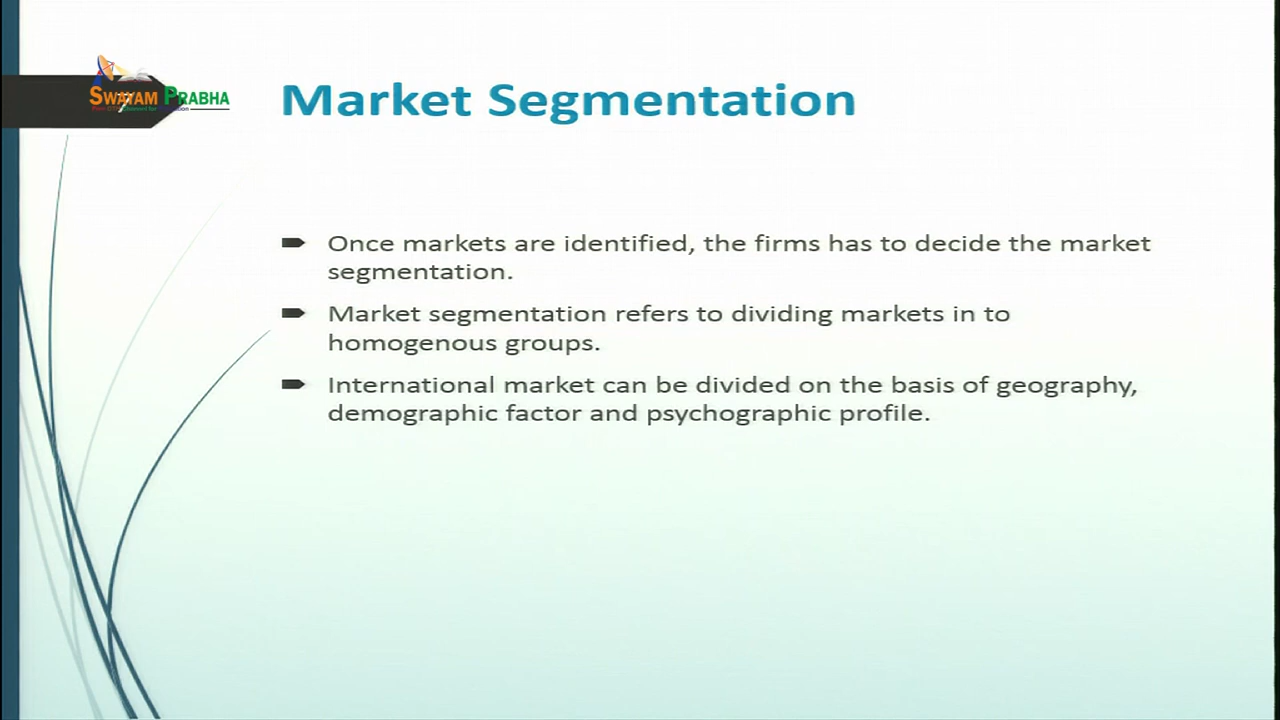 SWAYAM PRABHA
7
Market Segmentation
Once markets are identified, the firms has to decide the market
segmentation.
Market segmentation refers to dividing markets in to
homogenous groups.
International market can be divided on the basis of geography,
demographic factor and psychographic profile.